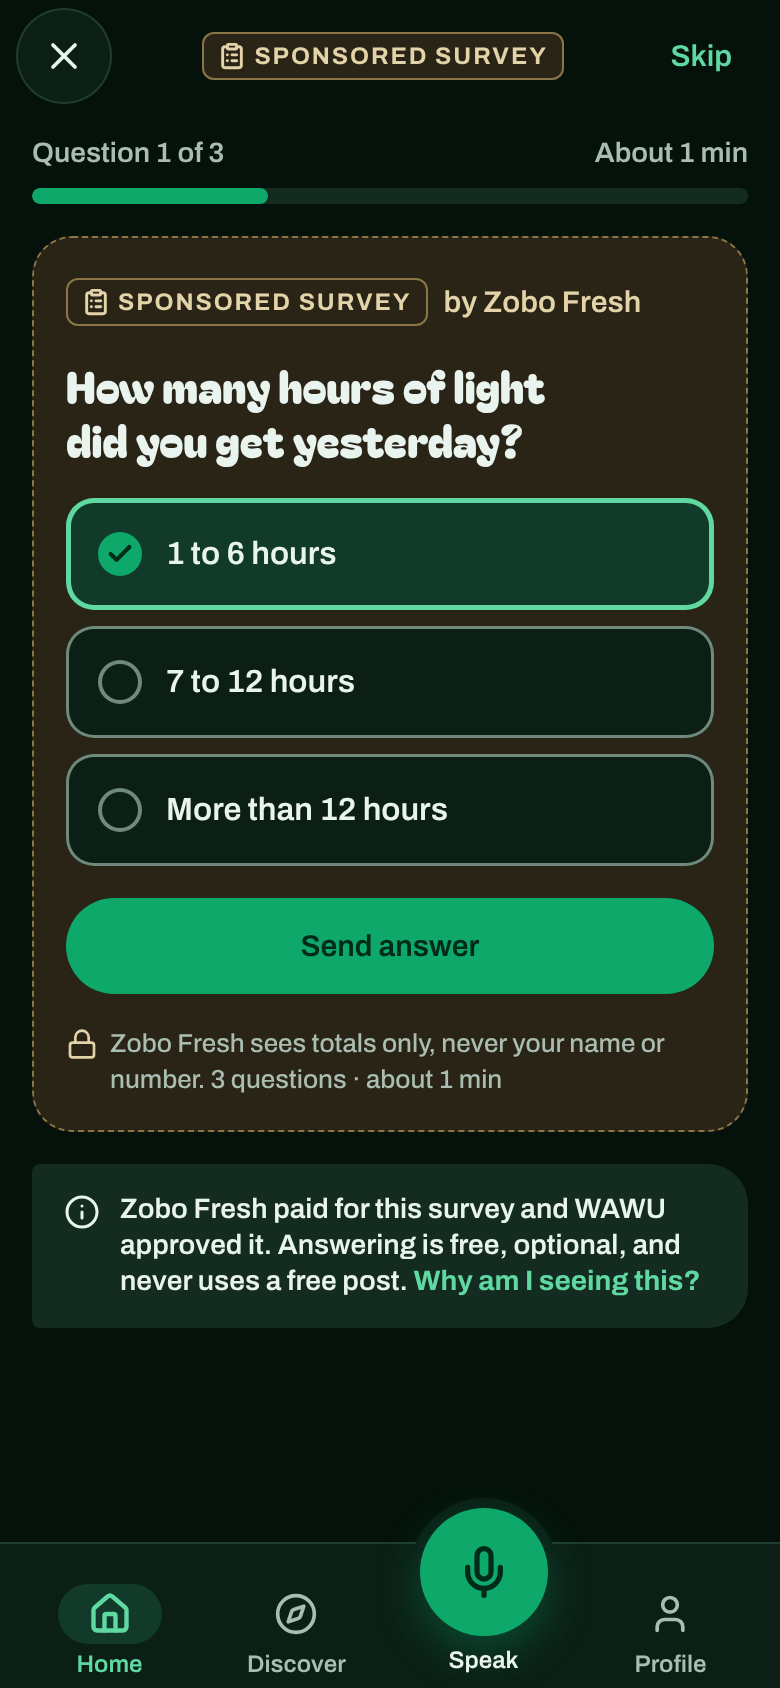 SPONSORED SURVEY
Skip
Question 1 of 3
About 1 min
SPONSORED SURVEY by Zobo Fresh
How many hours of light
did you get yesterday?
1 to 6 hours
7 to 12 hours
More than 12 hours
Send answer
Zobo Fresh sees totals only, never your name or
number. 3 questions · about 1 min
Zobo Fresh paid for this survey and WAWU
approved it. Answering is free, optional, and
never uses a free post. Why am I seeing this?
Home
Discover
Speak
Profile